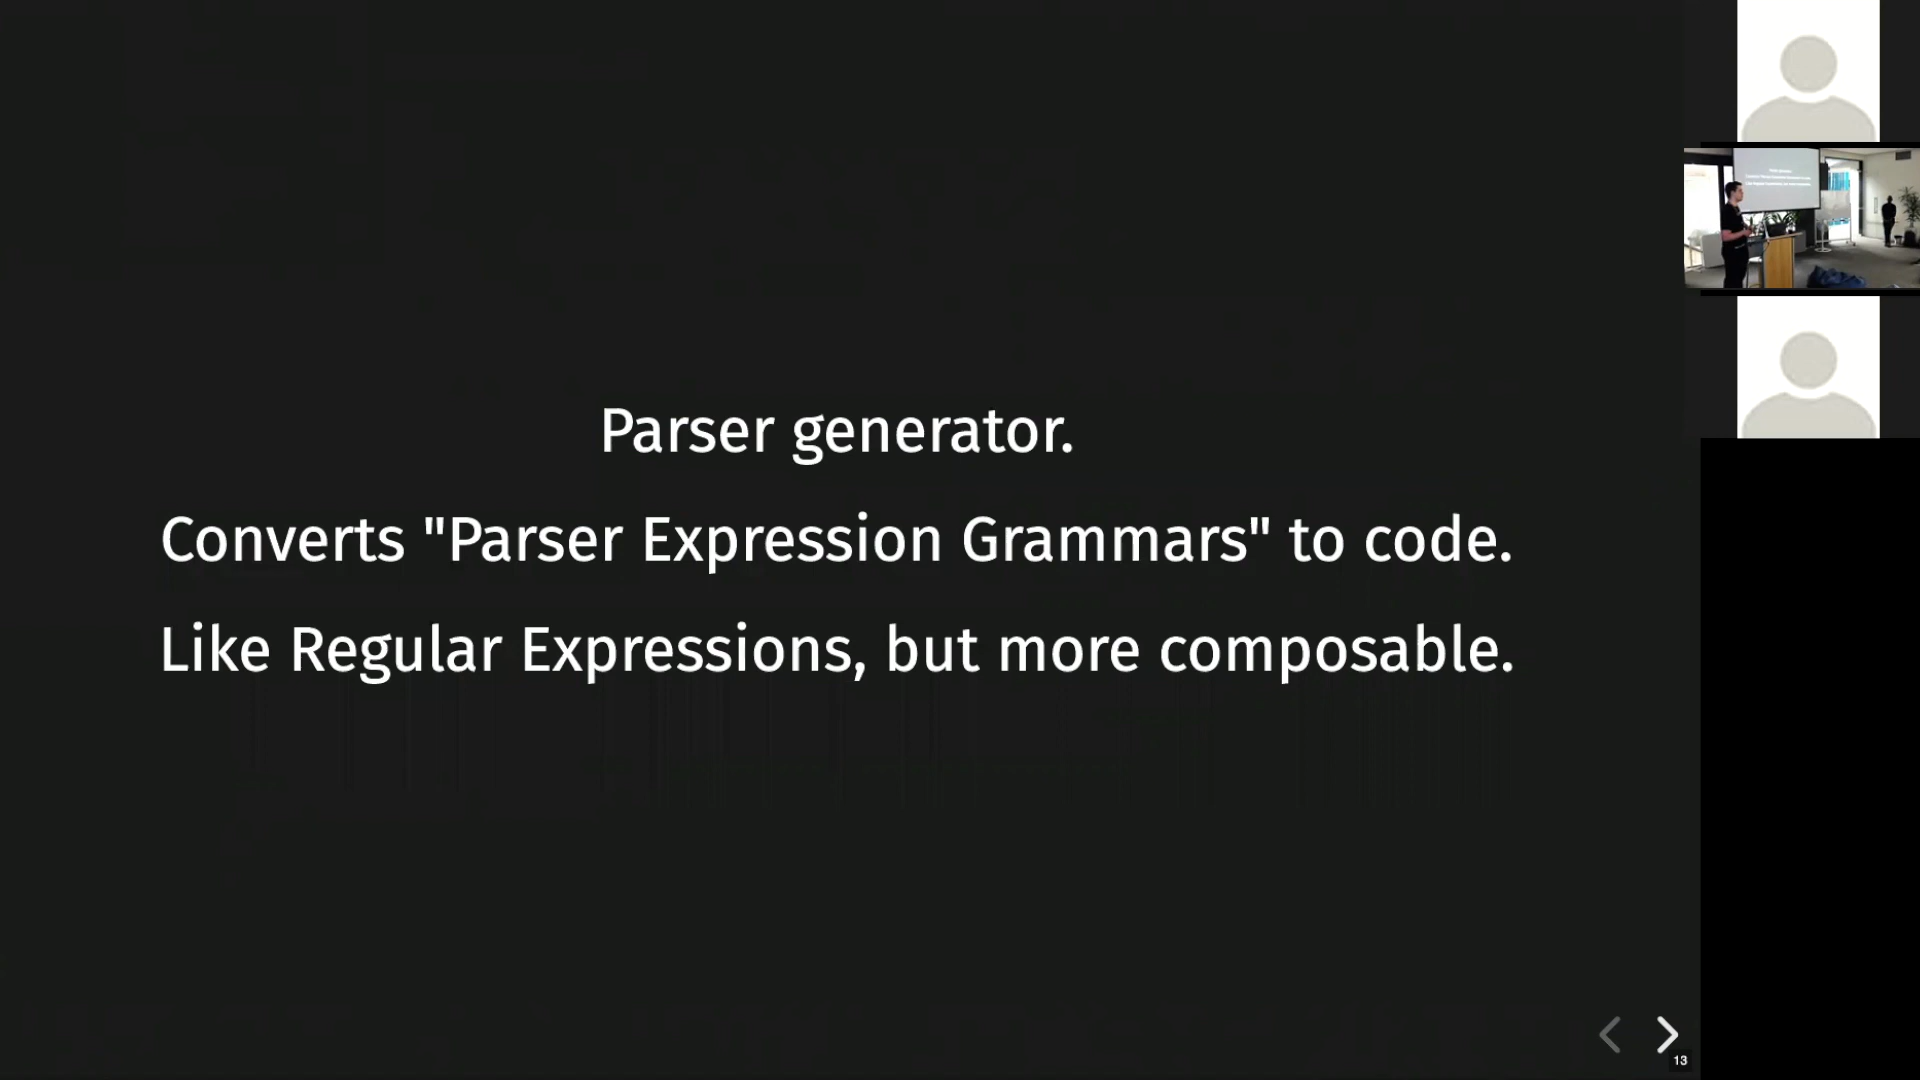 Parser generator.
Converts "Parser Expression Grammars" to code.
Like Regular Expressions, but more composable.
13